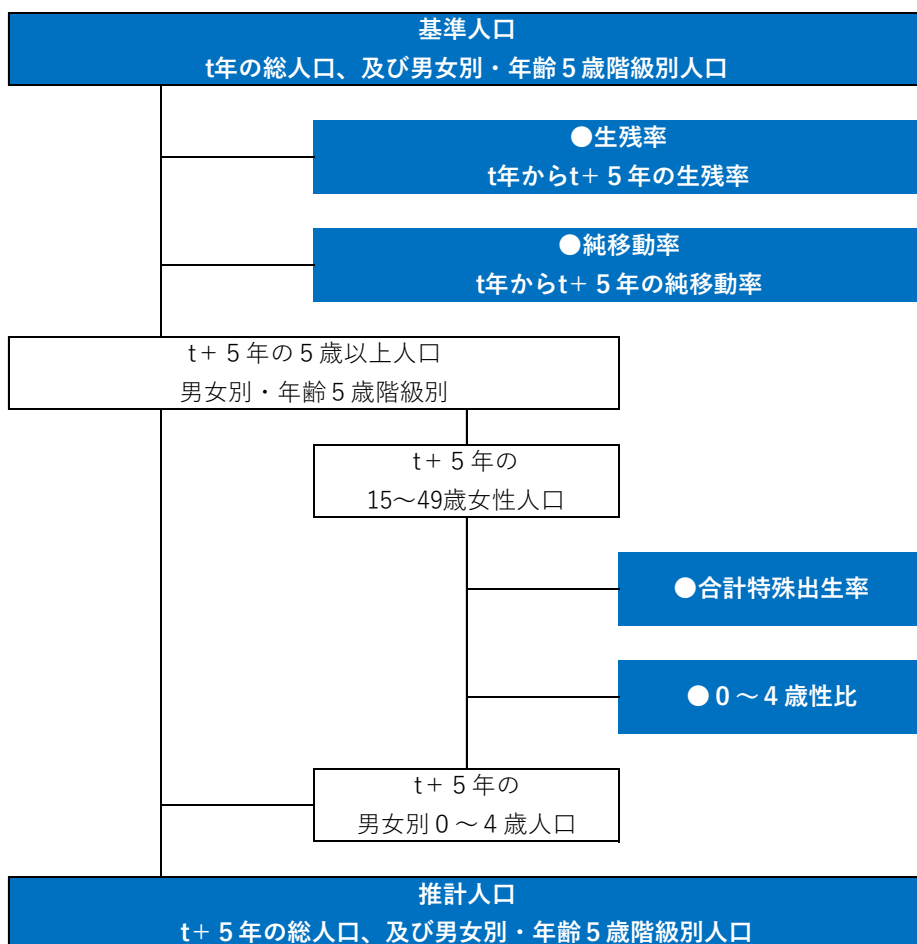 基準人口
t年の総人口、及び男女別・年齢５歳階級別人口
●生残率
t年からt＋５年の生残率
●純移動率
t年からt＋５年の純移動率
t＋５年の５歳以上人口
男女別・年齢５歳階級別
t＋５年の
15～49歳女性人口
●合計特殊出生率
●０～４歳性比
t＋５年の
男女別０～４歳人口
推計人口
t＋５年の総人口、及び男女別・年齢５歳階級別人口